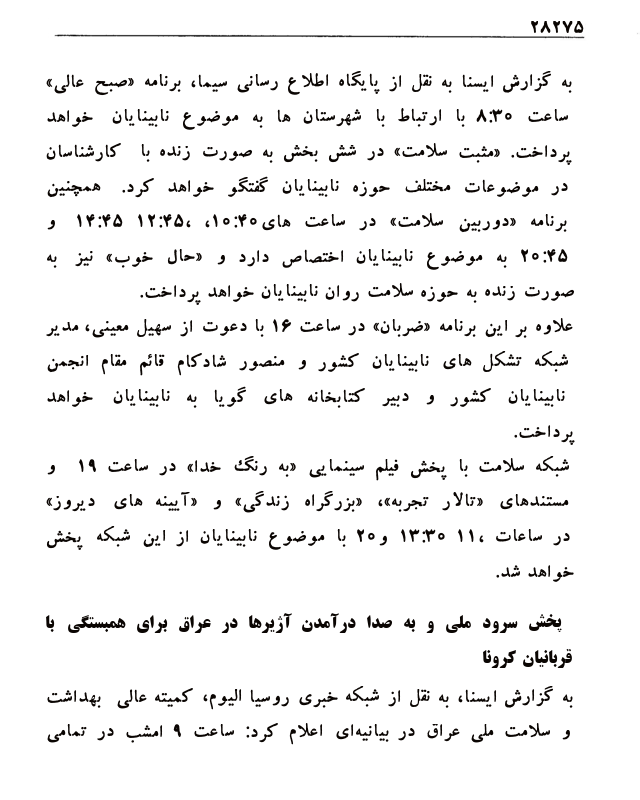 ۲۸۲۷۵
به گزارش ایسنا به نقل از پایگاه اطلاع رسانی سیما، برنامه «صبح عالی»
ساعت ۸:۳۰ با ارتباط با شهرستان ها به موضوع نابینایان خواهد
پرداخت. «مثبت سلامت» در شش بخش به صورت زنده با کارشناسان
در موضوعات مختلف حوزه نابینایان گفتگو خواهد کرد. همچنین
برنامه «دوربین سلامت» در ساعت های۱۰:۴۰، ،۱۲:۴۵ ۱۴:۴۵ و
۲۰:۴۵ به موضوع نابینایان اختصاص دارد و «حال خوب» نیز به
صورت زنده به حوزه سلامت روان نابینایان خواهد پرداخت.
علاوه بر این برنامه «ضربان» در ساعت ۱۶ با دعوت از سهیل معینی، مدیر
شبکه تشکل های نابینایان کشور و منصور شادکام قائم مقام انجمن
نابینایان کشور و دبیر کتابخانه های گویا به نابینایان خواهد
پرداخت.
شبکه سلامت با پخش فیلم سینمایی «به رنگ خدا» در ساعت ۱۹ و
مستندهای «تالار تجربه»، «بزرگراه زندگی» و «آیینه های دیروز»
در ساعات ،۱۱ ۱۳:۳۰ و۲۰ با موضوع نابینایان از این شبکه پخش
خواهد شد.
پخش سرود ملی و به صدا درآمدن آژیرها در عراق برای همبستگی با
قربانیان کرونا
به گزارش ایسنا، به نقل از شبکه خبری روسیا الیوم، کمیته عالی بهداشت
و سلامت ملی عراق در بیانیه‌ای اعلام کرد: ساعت ۹ امشب در تمامی